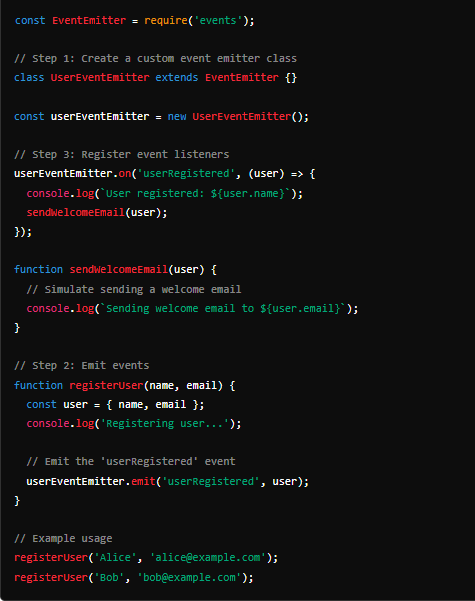 const EventEmitter = require('events');
// Step 1: Create a custom event emitter class
class UserEventEmitter extends EventEmitter {}
const userEventEmitter = new UserEventEmitter();
// Step 3: Register event listeners
userEventEmitter.on('userRegistered', (user) => {
  console.log(`User registered: ${user.name}`);
  sendWelcomeEmail(user);
});
function sendWelcomeEmail(user) {
  // Simulate sending a welcome email
  console.log(`Sending welcome email to ${user.email}`);
}
// Step 2: Emit events
function registerUser(name, email) {
  const user = { name, email };
  console.log('Registering user...');
  // Emit the 'userRegistered' event
  userEventEmitter.emit('userRegistered', user);
}
// Example usage
registerUser('Alice', 'alice@example.com');
registerUser('Bob', 'bob@example.com');